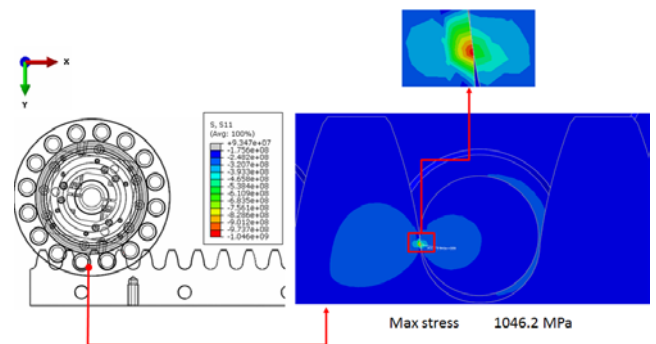 X
Y
S, S11
(Avg: 100%)
+9.347e+07
-1.756e+08
-2.482e+08
-3.207e+08
-3.933e+08
-4.658e+08
-5.384e+08
-6.109e+08
-6.835e+08
-7.561e+08
-8.286e+08
-9.012e+08
-9.737e+08
-1.046e+09
Max stress 1046.2 MPa